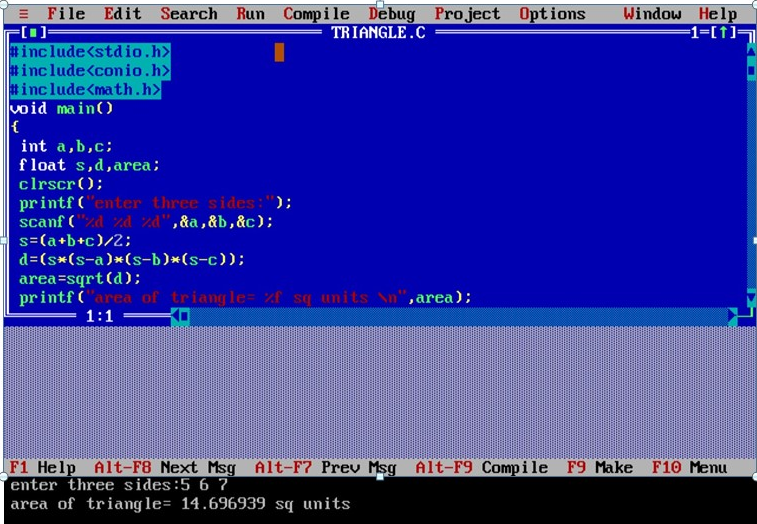 ≡ File Edit Search Run Compile Debug Project Options Window Help
[■] TRIANGLE.C 1=[↑]
#include<stdio.h>
#include<conio.h>
#include<math.h>
void main()
{
int a,b,c;
float s,d,area;
clrscr();
printf("enter three sides:");
scanf("%d %d %d",&a,&b,&c);
s=(a+b+c)/2;
d=(s*(s-a)*(s-b)*(s-c));
area=sqrt(d);
printf("area of triangle= %f sq units \n",area);
1:1
F1 Help Alt-F8 Next Msg Alt-F7 Prev Msg Alt-F9 Compile F9 Make F10 Menu
enter three sides:5 6 7
area of triangle= 14.696939 sq units